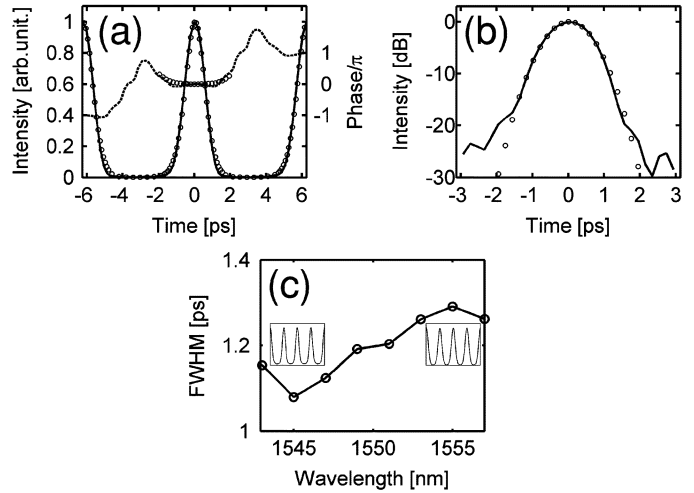 (a)
Intensity [arb.unit.]
1
0.8
0.6
0.4
0.2
0
1
0
-1
Phase/π
-6 -4 -2 0 2 4 6
Time [ps]
(b)
Intensity [dB]
0
-10
-20
-30
-3 -2 -1 0 1 2 3
Time [ps]
(c)
FWHM [ps]
1.4
1.2
1
1545 1550 1555
Wavelength [nm]